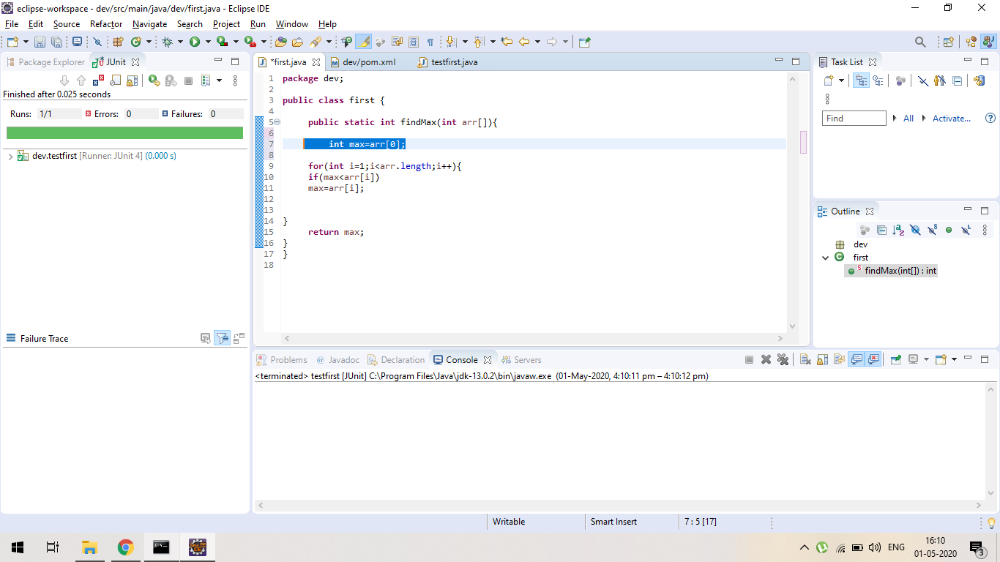 eclipse-workspace - dev/src/main/java/dev/first.java - Eclipse IDE
File Edit Source Refactor Navigate Search Project Run Window Help
Package Explorer JUnit
Finished after 0.025 seconds
Runs: 1/1 Errors: 0 Failures: 0
dev.testfirst [Runner: JUnit 4] (0.000 s)
Failure Trace
*first.java dev/pom.xml testfirst.java
1 package dev;
2
3 public class first {
4
5 public static int findMax(int arr[]){
6
7 int max=arr[0];
8
9 for(int i=1;i<arr.length;i++){
10 if(max<arr[i])
11 max=arr[i];
12
13
14 }
15 return max;
16 }
17 }
18
Task List
Find All Activate...
Outline
dev
first
findMax(int[]) : int
Problems Javadoc Declaration Console Servers
<terminated> testfirst [JUnit] C:\Program Files\Java\jdk-13.0.2\bin\javaw.exe (01-May-2020, 4:10:11 pm – 4:10:12 pm)
Writable Smart Insert 7 : 5 [17]
ENG 16:10
01-05-2020
3